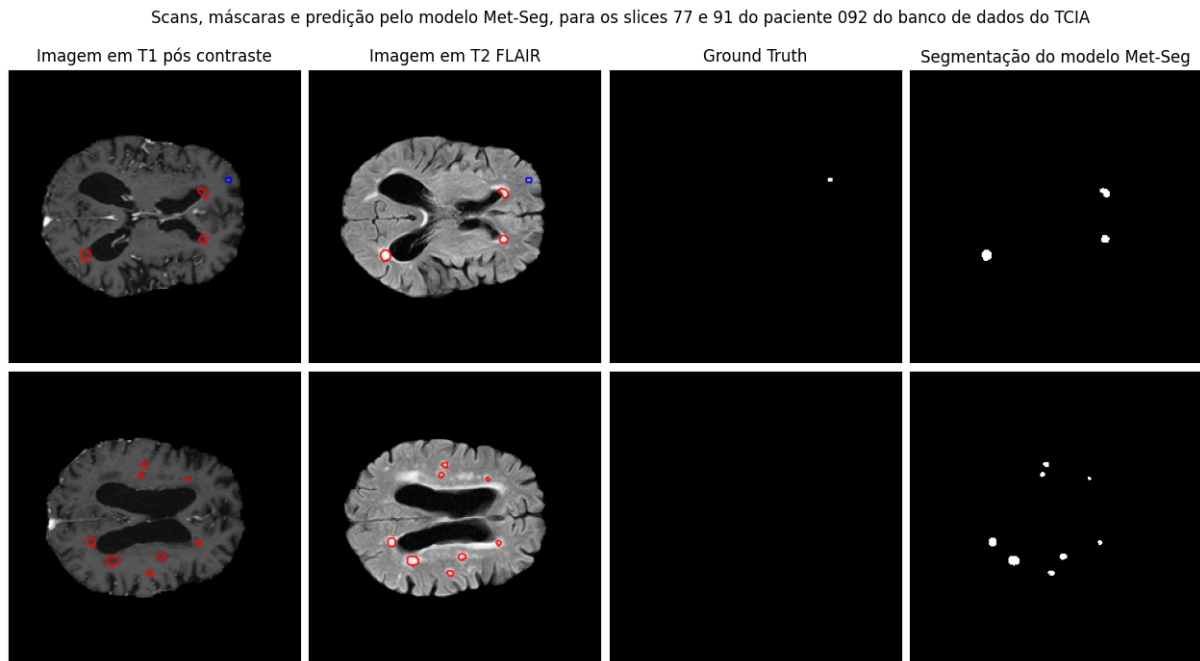 Scans, máscaras e predição pelo modelo Met-Seg, para os slices 77 e 91 do paciente 092 do banco de dados do TCIA
Imagem em T1 pós contraste
Imagem em T2 FLAIR
Ground Truth
Segmentação do modelo Met-Seg